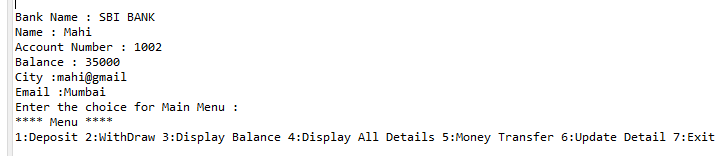 Bank Name : SBI BANK
Name : Mahi
Account Number : 1002
Balance : 35000
City :mahi@gmail
Email :Mumbai
Enter the choice for Main Menu :
**** Menu ****
1:Deposit 2:WithDraw 3:Display Balance 4:Display All Details 5:Money Transfer 6:Update Detail 7:Exit